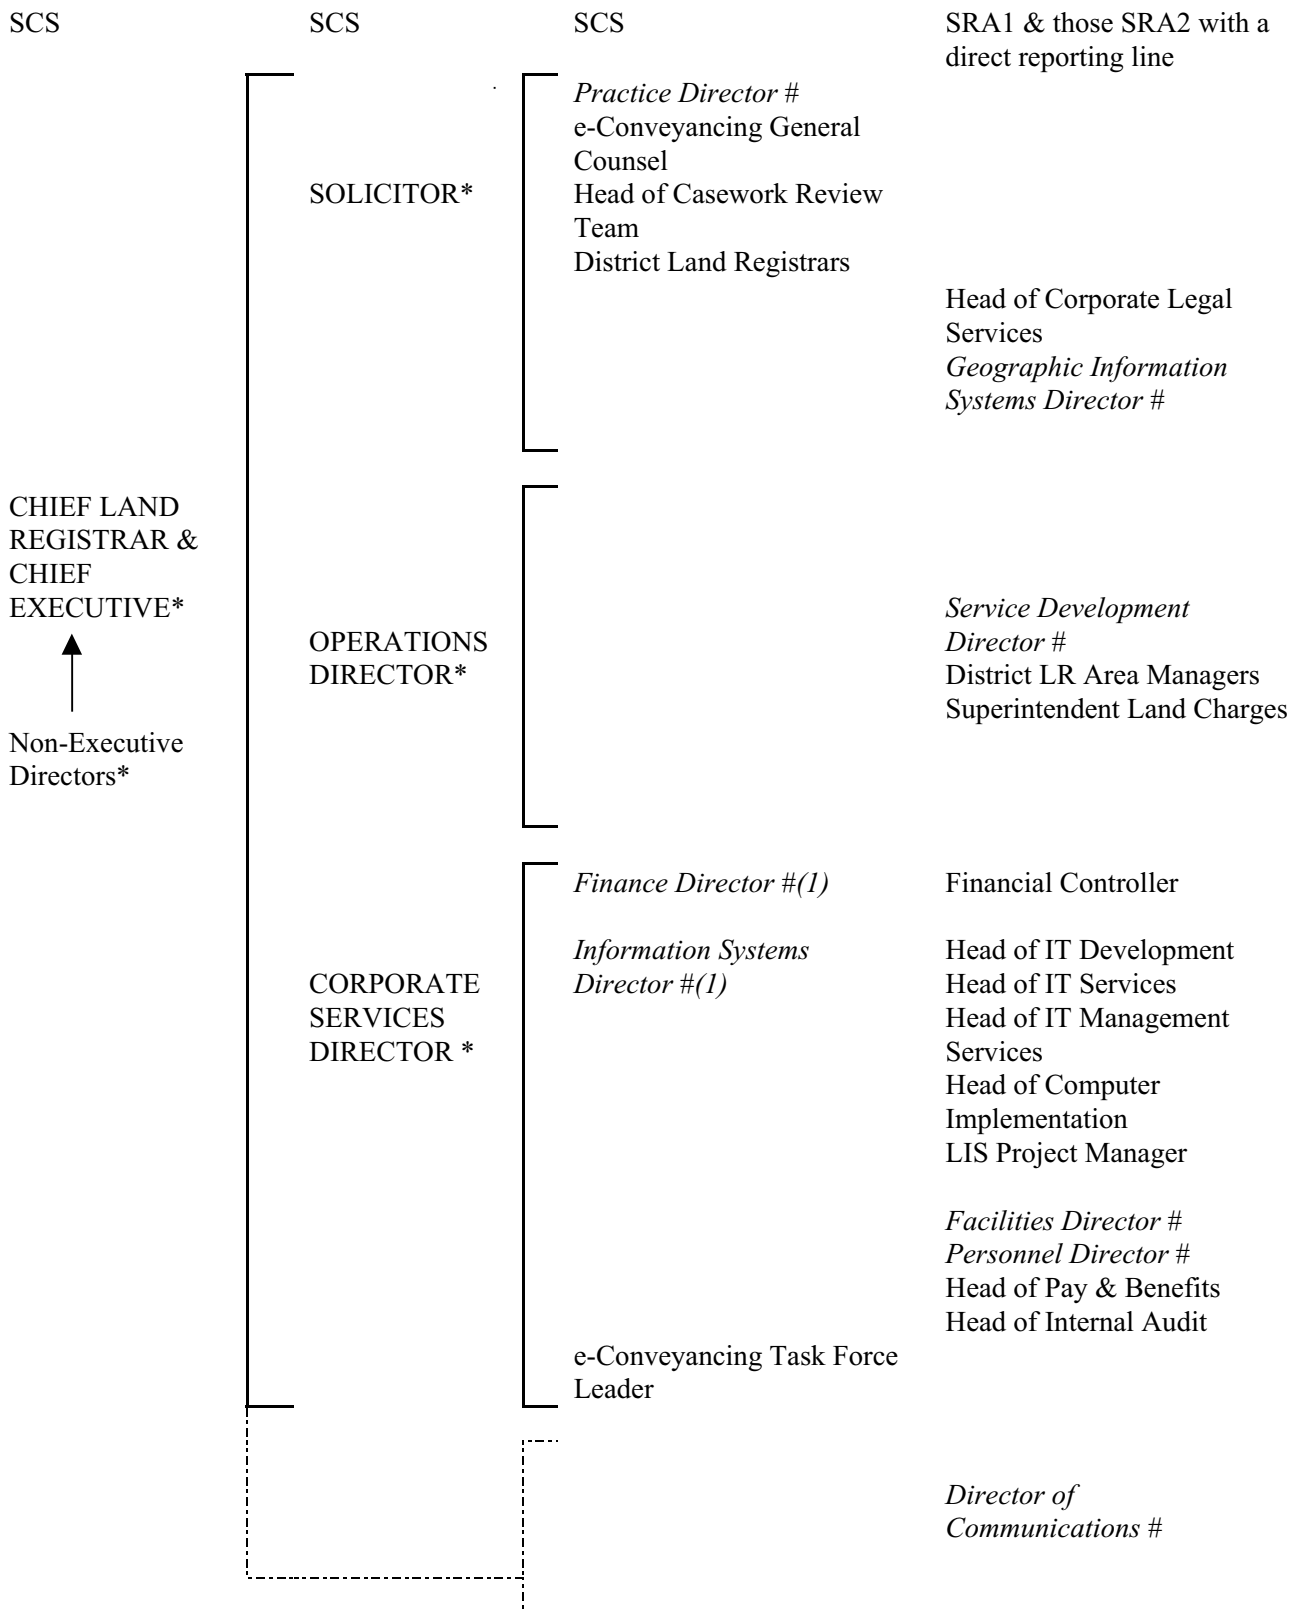 SCS
SCS
SCS
SRA1 & those SRA2 with a
direct reporting line
Practice Director #
e-Conveyancing General
Counsel
SOLICITOR*
Head of Casework Review
Team
District Land Registrars
Head of Corporate Legal
Services
Geographic Information
Systems Director #
CHIEF LAND
REGISTRAR &
CHIEF
EXECUTIVE*
Non-Executive
Directors*
OPERATIONS
DIRECTOR*
Service Development
Director #
District LR Area Managers
Superintendent Land Charges
Finance Director #(1)
Financial Controller
Information Systems
Director #(1)
CORPORATE
SERVICES
DIRECTOR *
Head of IT Development
Head of IT Services
Head of IT Management
Services
Head of Computer
Implementation
LIS Project Manager
Facilities Director #
Personnel Director #
Head of Pay & Benefits
Head of Internal Audit
e-Conveyancing Task Force
Leader
Director of
Communications #